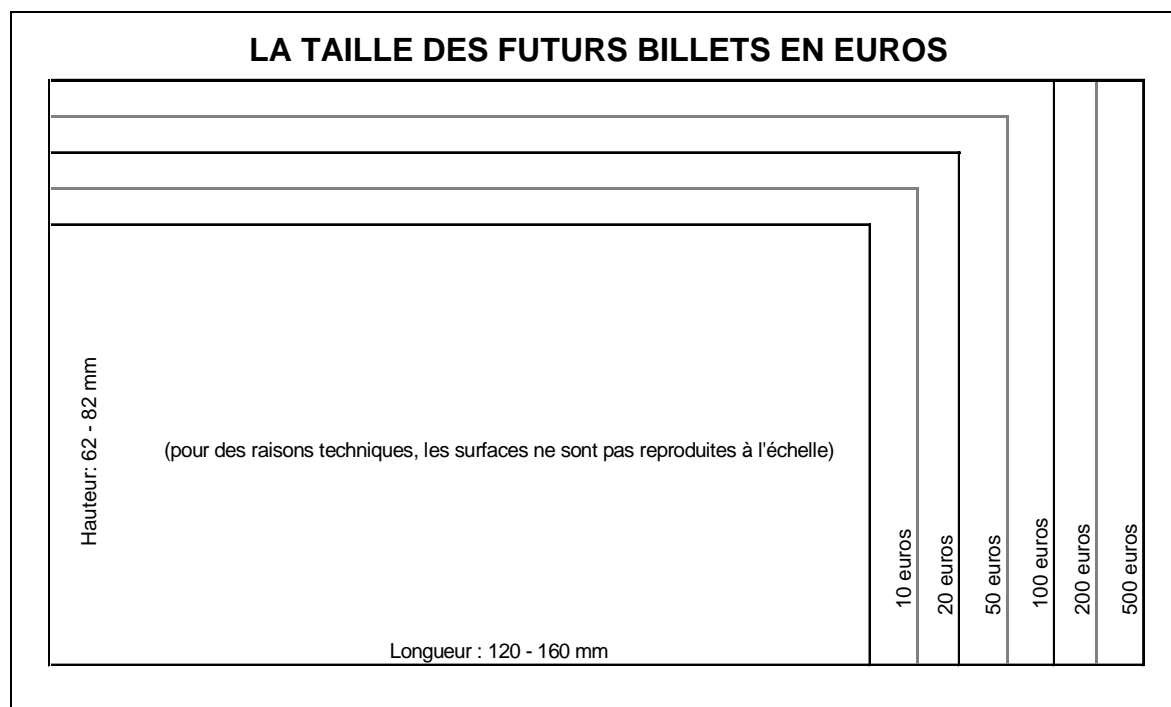 LA TAILLE DES FUTURS BILLETS EN EUROS
Hauteur: 62 - 82 mm
(pour des raisons techniques, les surfaces ne sont pas reproduites à l'échelle)
10 euros
20 euros
50 euros
100 euros
200 euros
500 euros
Longueur : 120 - 160 mm